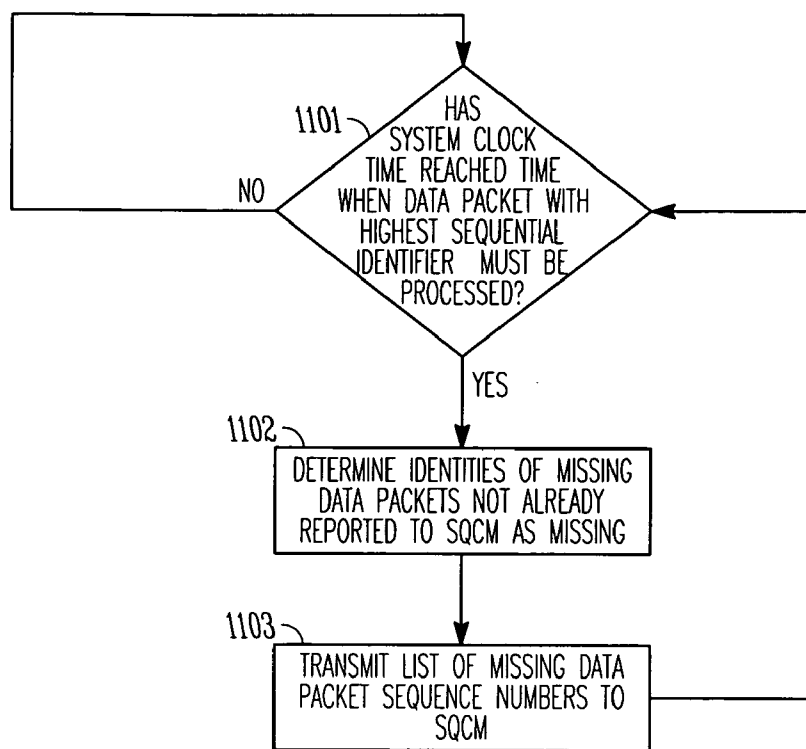 1101
HAS
SYSTEM CLOCK
TIME REACHED TIME
WHEN DATA PACKET WITH
HIGHEST SEQUENTIAL
IDENTIFIER MUST BE
PROCESSED?
NO
YES
1102
DETERMINE IDENTITIES OF MISSING
DATA PACKETS NOT ALREADY
REPORTED TO SQCM AS MISSING
1103
TRANSMIT LIST OF MISSING DATA
PACKET SEQUENCE NUMBERS TO
SQCM